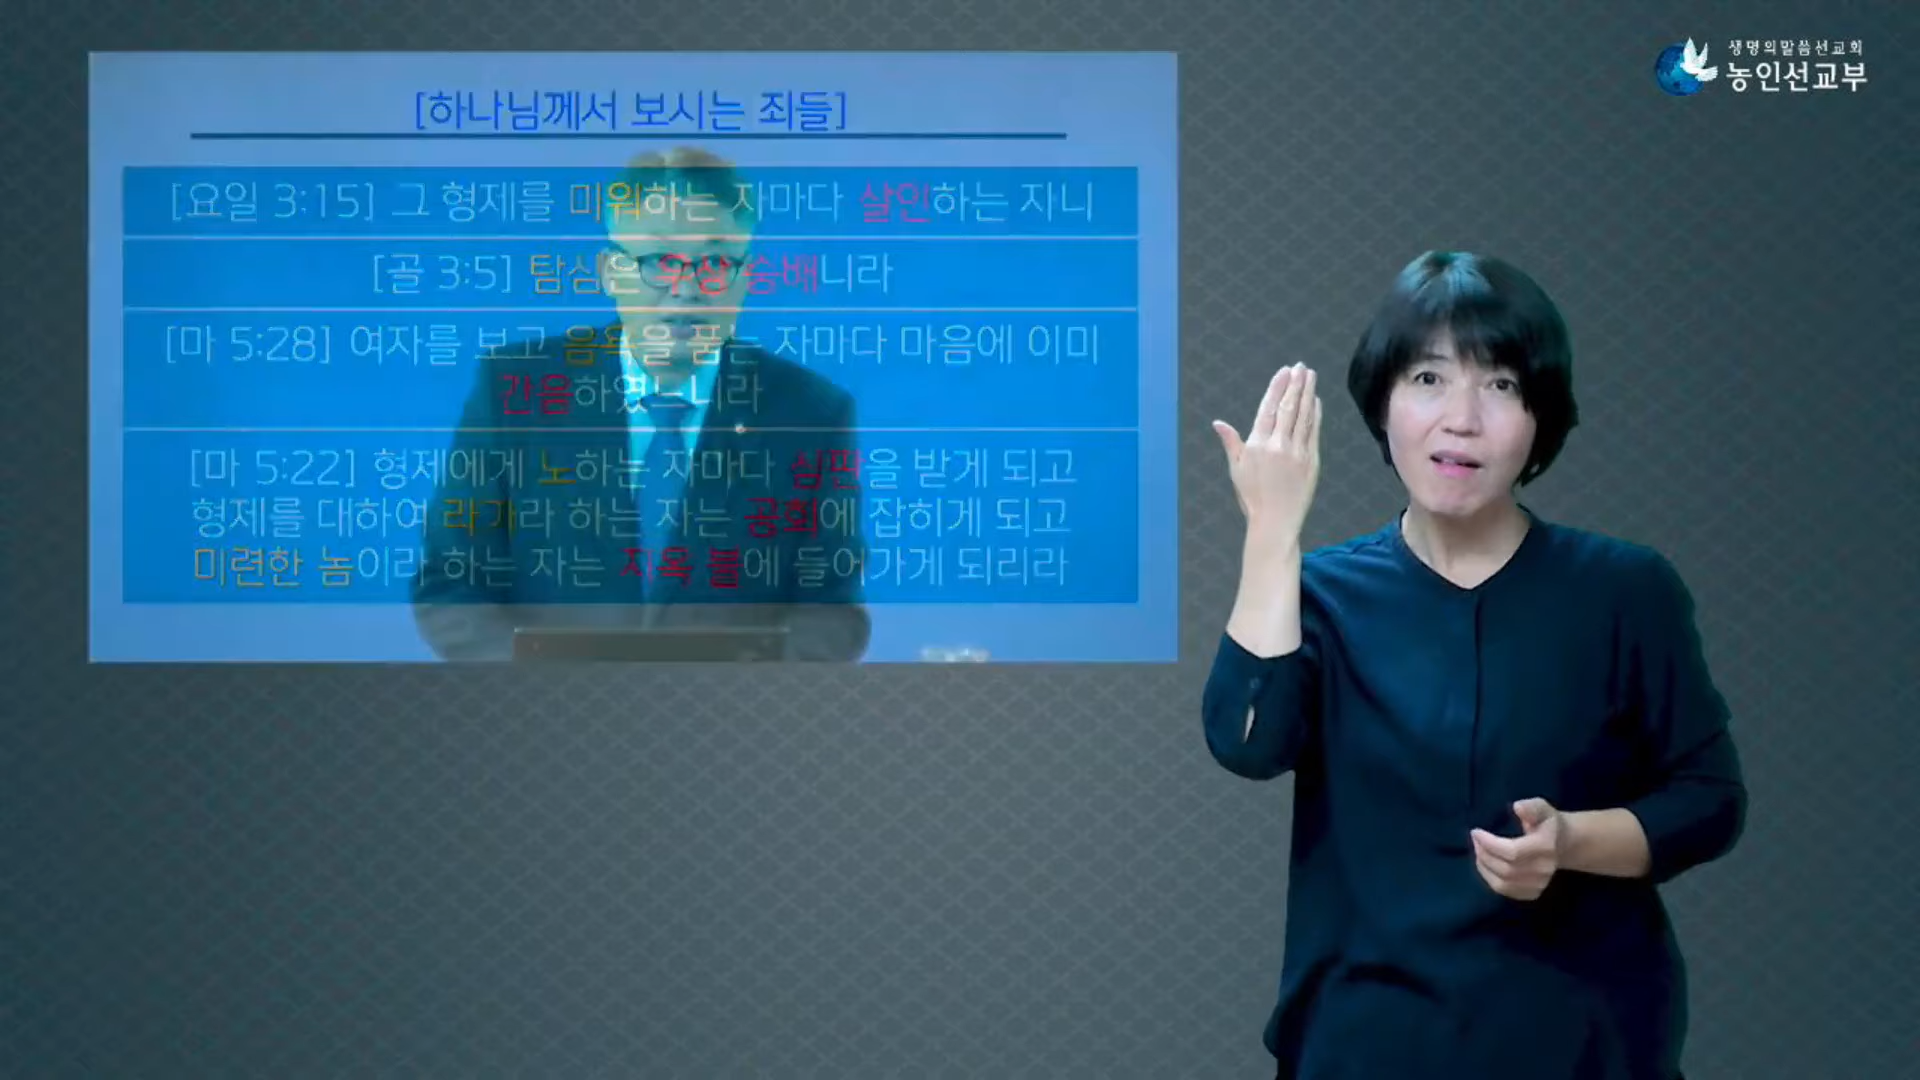 생명의말씀선교회
농인선교부
[하나님께서 보시는 죄들]
[요일 3:15] 그 형제를 미워하는 자마다 살인하는 자니
[골 3:5] 탐심은 우상 숭배니라
[마 5:28] 여자를 보고 음욕을 품는 자마다 마음에 이미
간음하였느니라
[마 5:22] 형제에게 노하는 자마다 심판을 받게 되고
형제를 대하여 라가라 하는 자는 공회에 잡히게 되고
미련한 놈이라 하는 자는 지옥 불에 들어가게 되리라